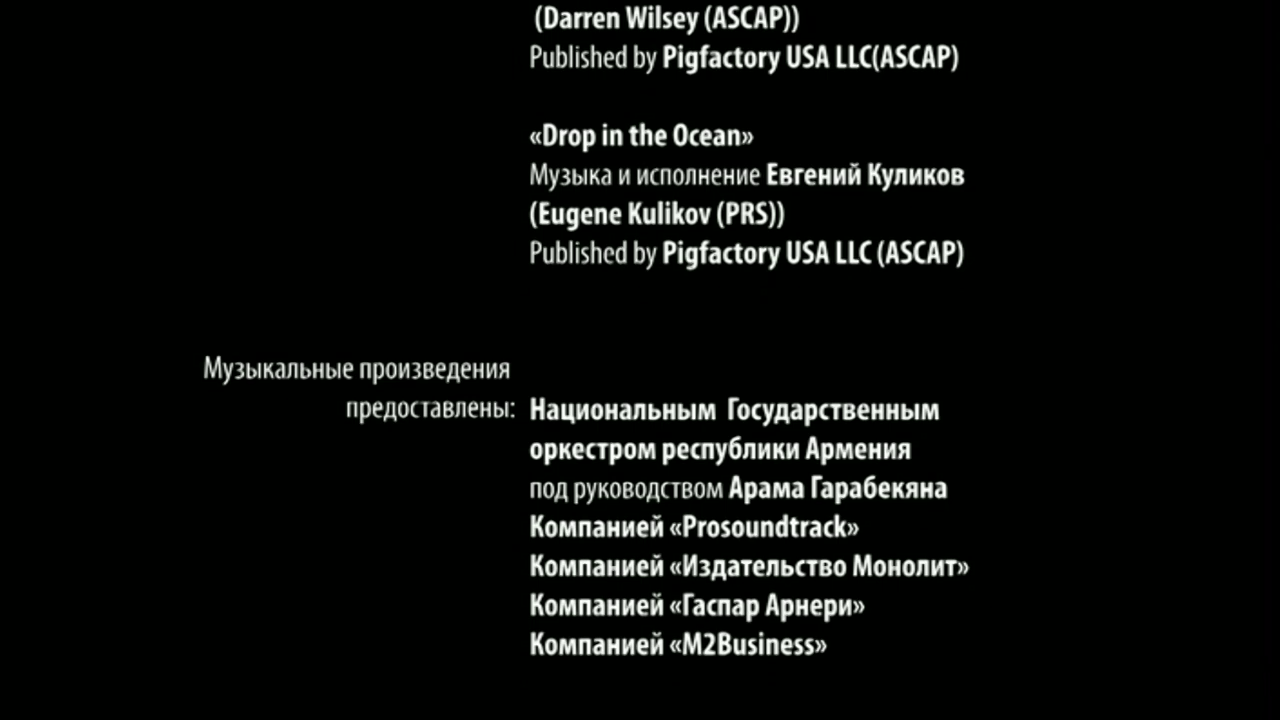 (Darren Wilsey (ASCAP))
Published by Pigfactory USA LLC(ASCAP)
«Drop in the Ocean»
Музыка и исполнение Евгений Куликов
(Eugene Kulikov (PRS))
Published by Pigfactory USA LLC (ASCAP)
Музыкальные произведения
предоставлены: Национальным Государственным
оркестром республики Армения
под руководством Арама Гарабекяна
Компанией «Prosoundtrack»
Компанией «Издательство Монолит»
Компанией «Гаспар Арнери»
Компанией «M2Business»